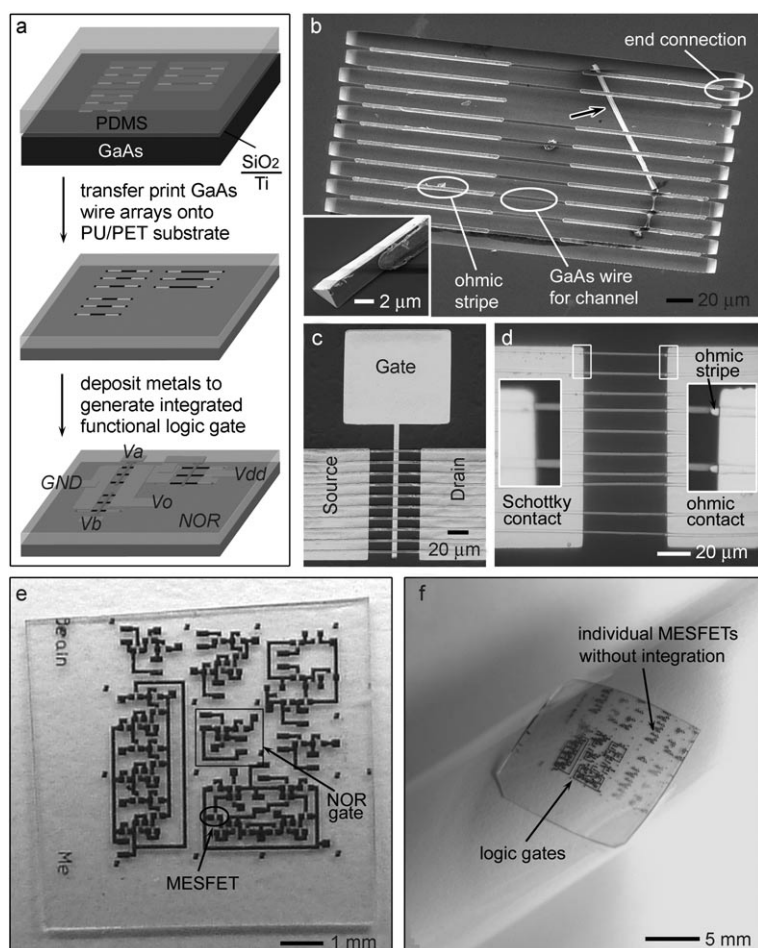 a
PDMS
GaAs
SiO2
Ti
transfer print GaAs
wire arrays onto
PU/PET substrate
deposit metals to
generate integrated
functional logic gate
Va
GND
Vdd
Vo
Vb
NOR
b
end connection
ohmic
stripe
GaAs wire
for channel
2 μm
20 μm
c
Gate
Source
Drain
20 μm
d
ohmic
stripe
Schottky
contact
ohmic
contact
20 μm
e
NOR
gate
MESFET
Me
1 mm
f
individual MESFETs
without integration
logic gates
5 mm